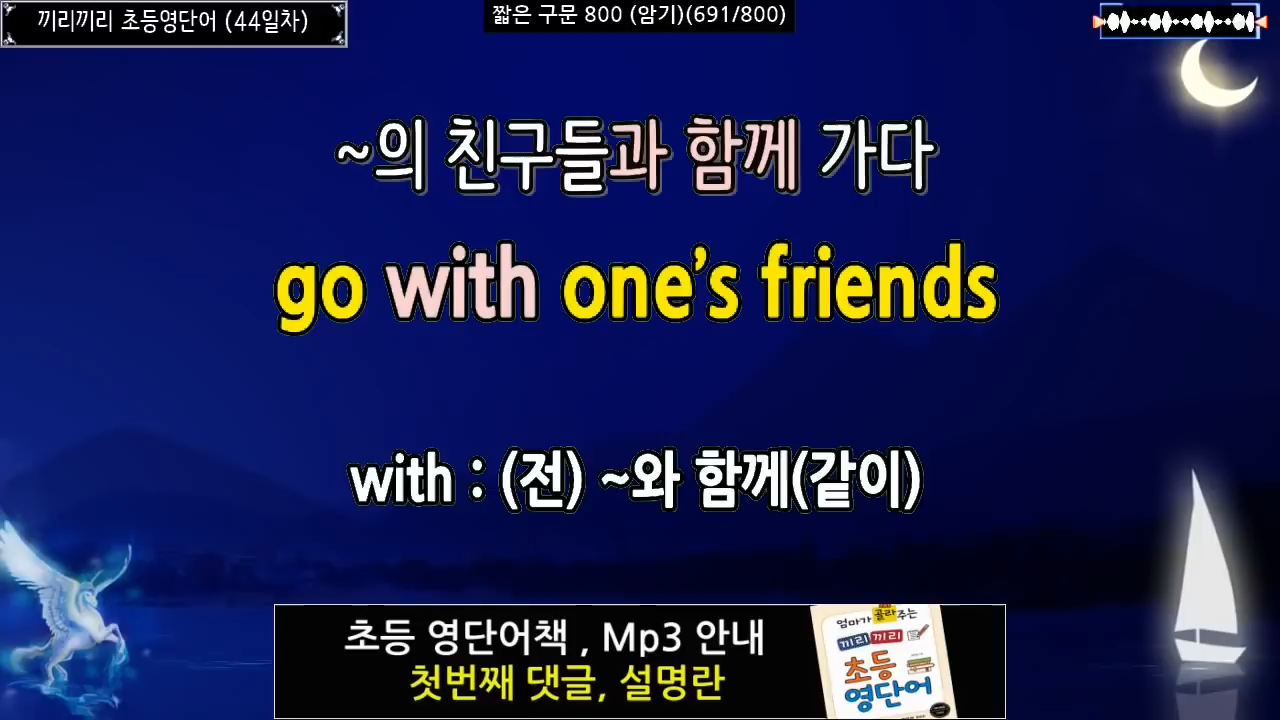 끼리끼리 초등영단어 (44일차)
짧은 구문 800 (암기)(691/800)
~의 친구들과 함께 가다
go with one’s friends
with : (전) ~와 함께(같이)
초등 영단어책 , Mp3 안내
첫번째 댓글, 설명란
엄마가 골라주는
끼리끼리
초등
영단어